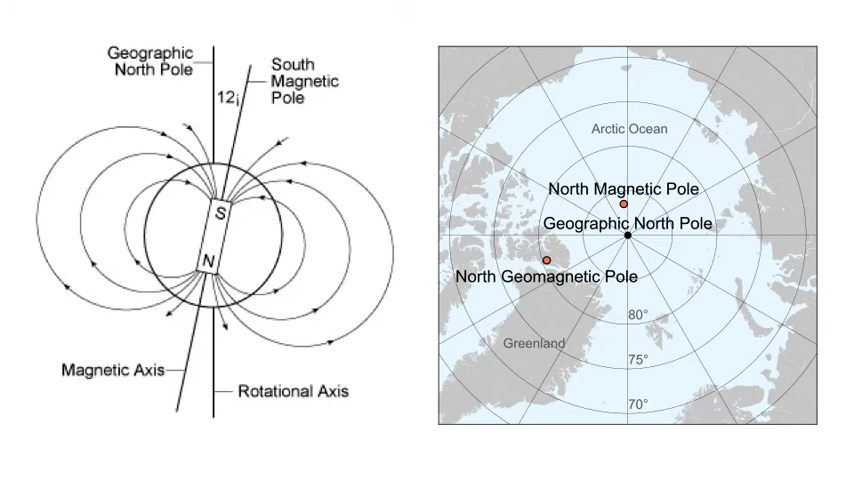 Geographic
North Pole
South
Magnetic
Pole
12¡
S
N
Magnetic Axis
Rotational Axis
Arctic Ocean
North Magnetic Pole
Geographic North Pole
North Geomagnetic Pole
80°
Greenland
75°
70°